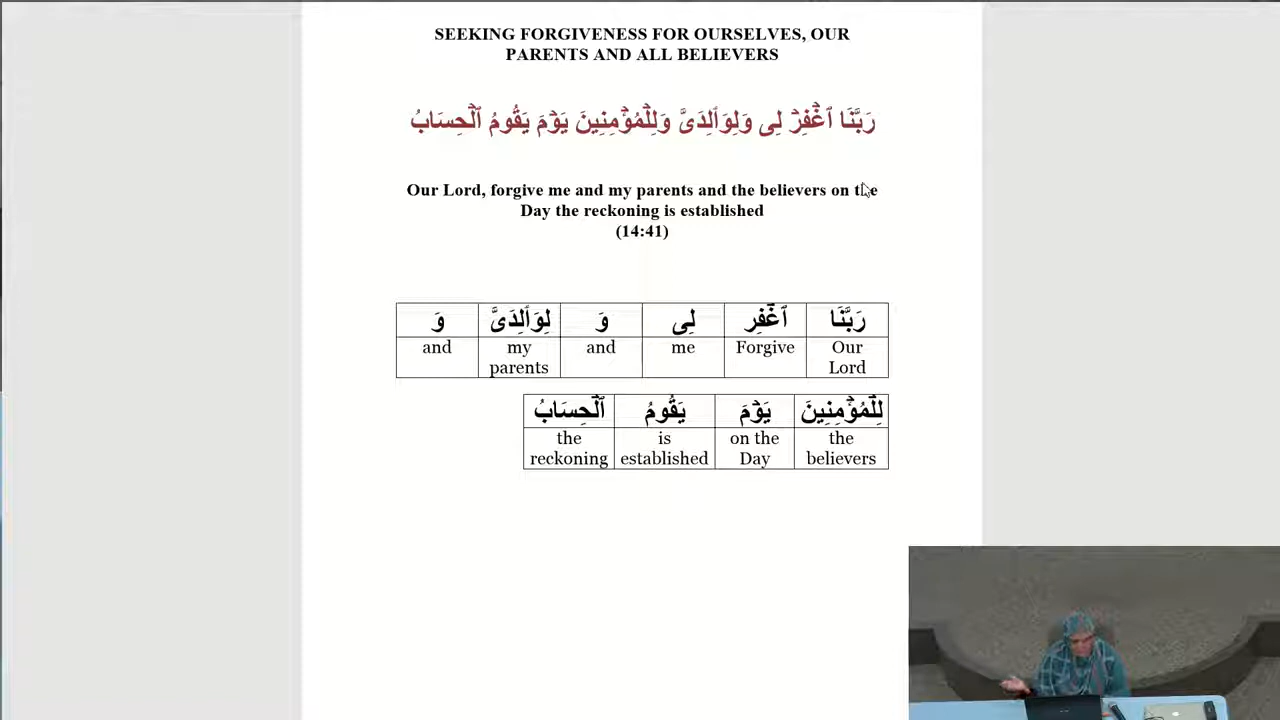 SEEKING FORGIVENESS FOR OURSELVES, OUR
PARENTS AND ALL BELIEVERS
رَبَّنَا ٱغْفِرْ لِى وَلِوَٲلِدَىَّ وَلِلْمُؤْمِنِينَ يَوْمَ يَقُومُ ٱلْحِسَابُ
Our Lord, forgive me and my parents and the believers on the
Day the reckoning is established
(14:41)
رَبَّنَا ٱغْفِر لِى وَ لِوَٲلِدَىَّ وَ
Our Lord Forgive me and my parents and
لِلْمُؤْمِنِينَ يَوْمَ يَقُومُ ٱلْحِسَابُ
the believers on the Day is established the reckoning